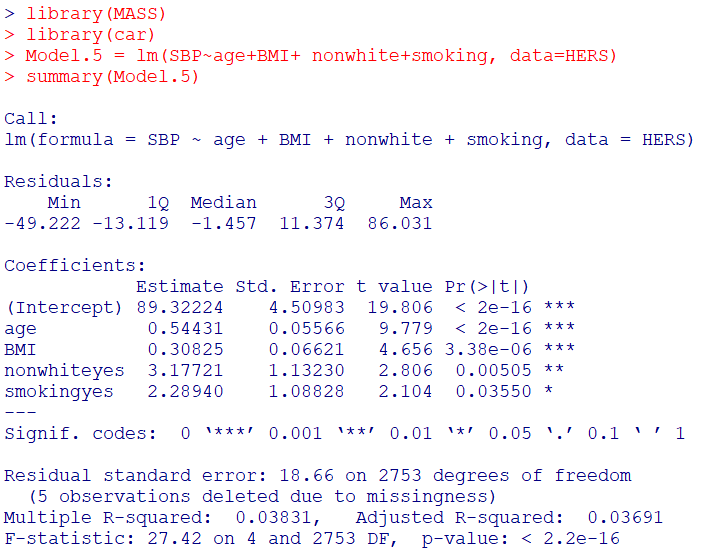 > library(MASS)
> library(car)
> Model.5 = lm(SBP~age+BMI+ nonwhite+smoking, data=HERS)
> summary(Model.5)

Call:
lm(formula = SBP ~ age + BMI + nonwhite + smoking, data = HERS)

Residuals:
    Min      1Q  Median      3Q     Max
-49.222 -13.119  -1.457  11.374  86.031

Coefficients:
            Estimate Std. Error t value Pr(>|t|)
(Intercept) 89.32224    4.50983  19.806  < 2e-16 ***
age          0.54431    0.05566   9.779  < 2e-16 ***
BMI          0.30825    0.06621   4.656 3.38e-06 ***
nonwhiteyes  3.17721    1.13230   2.806  0.00505 **
smokingyes   2.28940    1.08828   2.104  0.03550 *
---
Signif. codes:  0 ‘***’ 0.001 ‘**’ 0.01 ‘*’ 0.05 ‘.’ 0.1 ‘ ’ 1

Residual standard error: 18.66 on 2753 degrees of freedom
  (5 observations deleted due to missingness)
Multiple R-squared:  0.03831,   Adjusted R-squared:  0.03691
F-statistic: 27.42 on 4 and 2753 DF,  p-value: < 2.2e-16